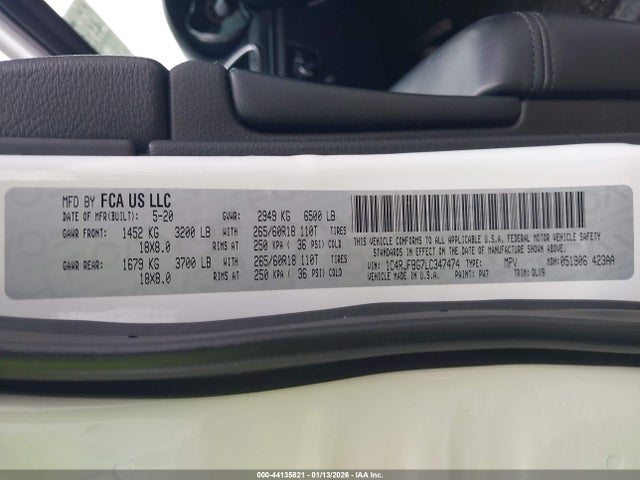 MFD BY FCA US LLC
DATE OF MFR(BUILT): 5-20 GVWR: 2949 KG 6500 LB
GAWR FRONT: 1452 KG 3200 LB WITH 265/60R18 110T TIRES
18X8.0 RIMS AT 250 KPA ( 36 PSI) COLD
GAWR REAR: 1679 KG 3700 LB WITH 265/60R18 110T TIRES
18X8.0 RIMS AT 250 KPA ( 36 PSI) COLD
THIS VEHICLE CONFORMS TO ALL APPLICABLE U.S.A. FEDERAL MOTOR VEHICLE SAFETY
STANDARDS IN EFFECT ON THE DATE OF MANUFACTURE SHOWN ABOVE.
VIN: 1C4RJFBG7LC347474 TYPE: MPV MDH: 051906 423AA
VEHICLE MADE IN U.S.A. PAINT: PW7 TRIM: DLX9
000-44135821 - 01/13/2026 - IAAI.COM